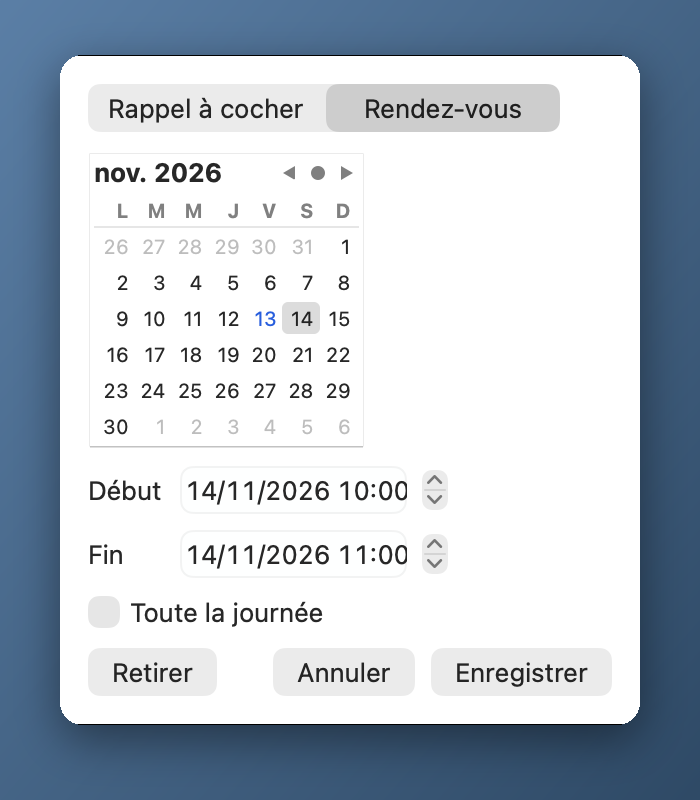 Rappel à cocher Rendez-vous
nov. 2026
L M M J V S D
26 27 28 29 30 31 1
2 3 4 5 6 7 8
9 10 11 12 13 14 15
16 17 18 19 20 21 22
23 24 25 26 27 28 29
30 1 2 3 4 5 6
Début 14/11/2026 10:00
Fin 14/11/2026 11:00
Toute la journée
Retirer Annuler Enregistrer